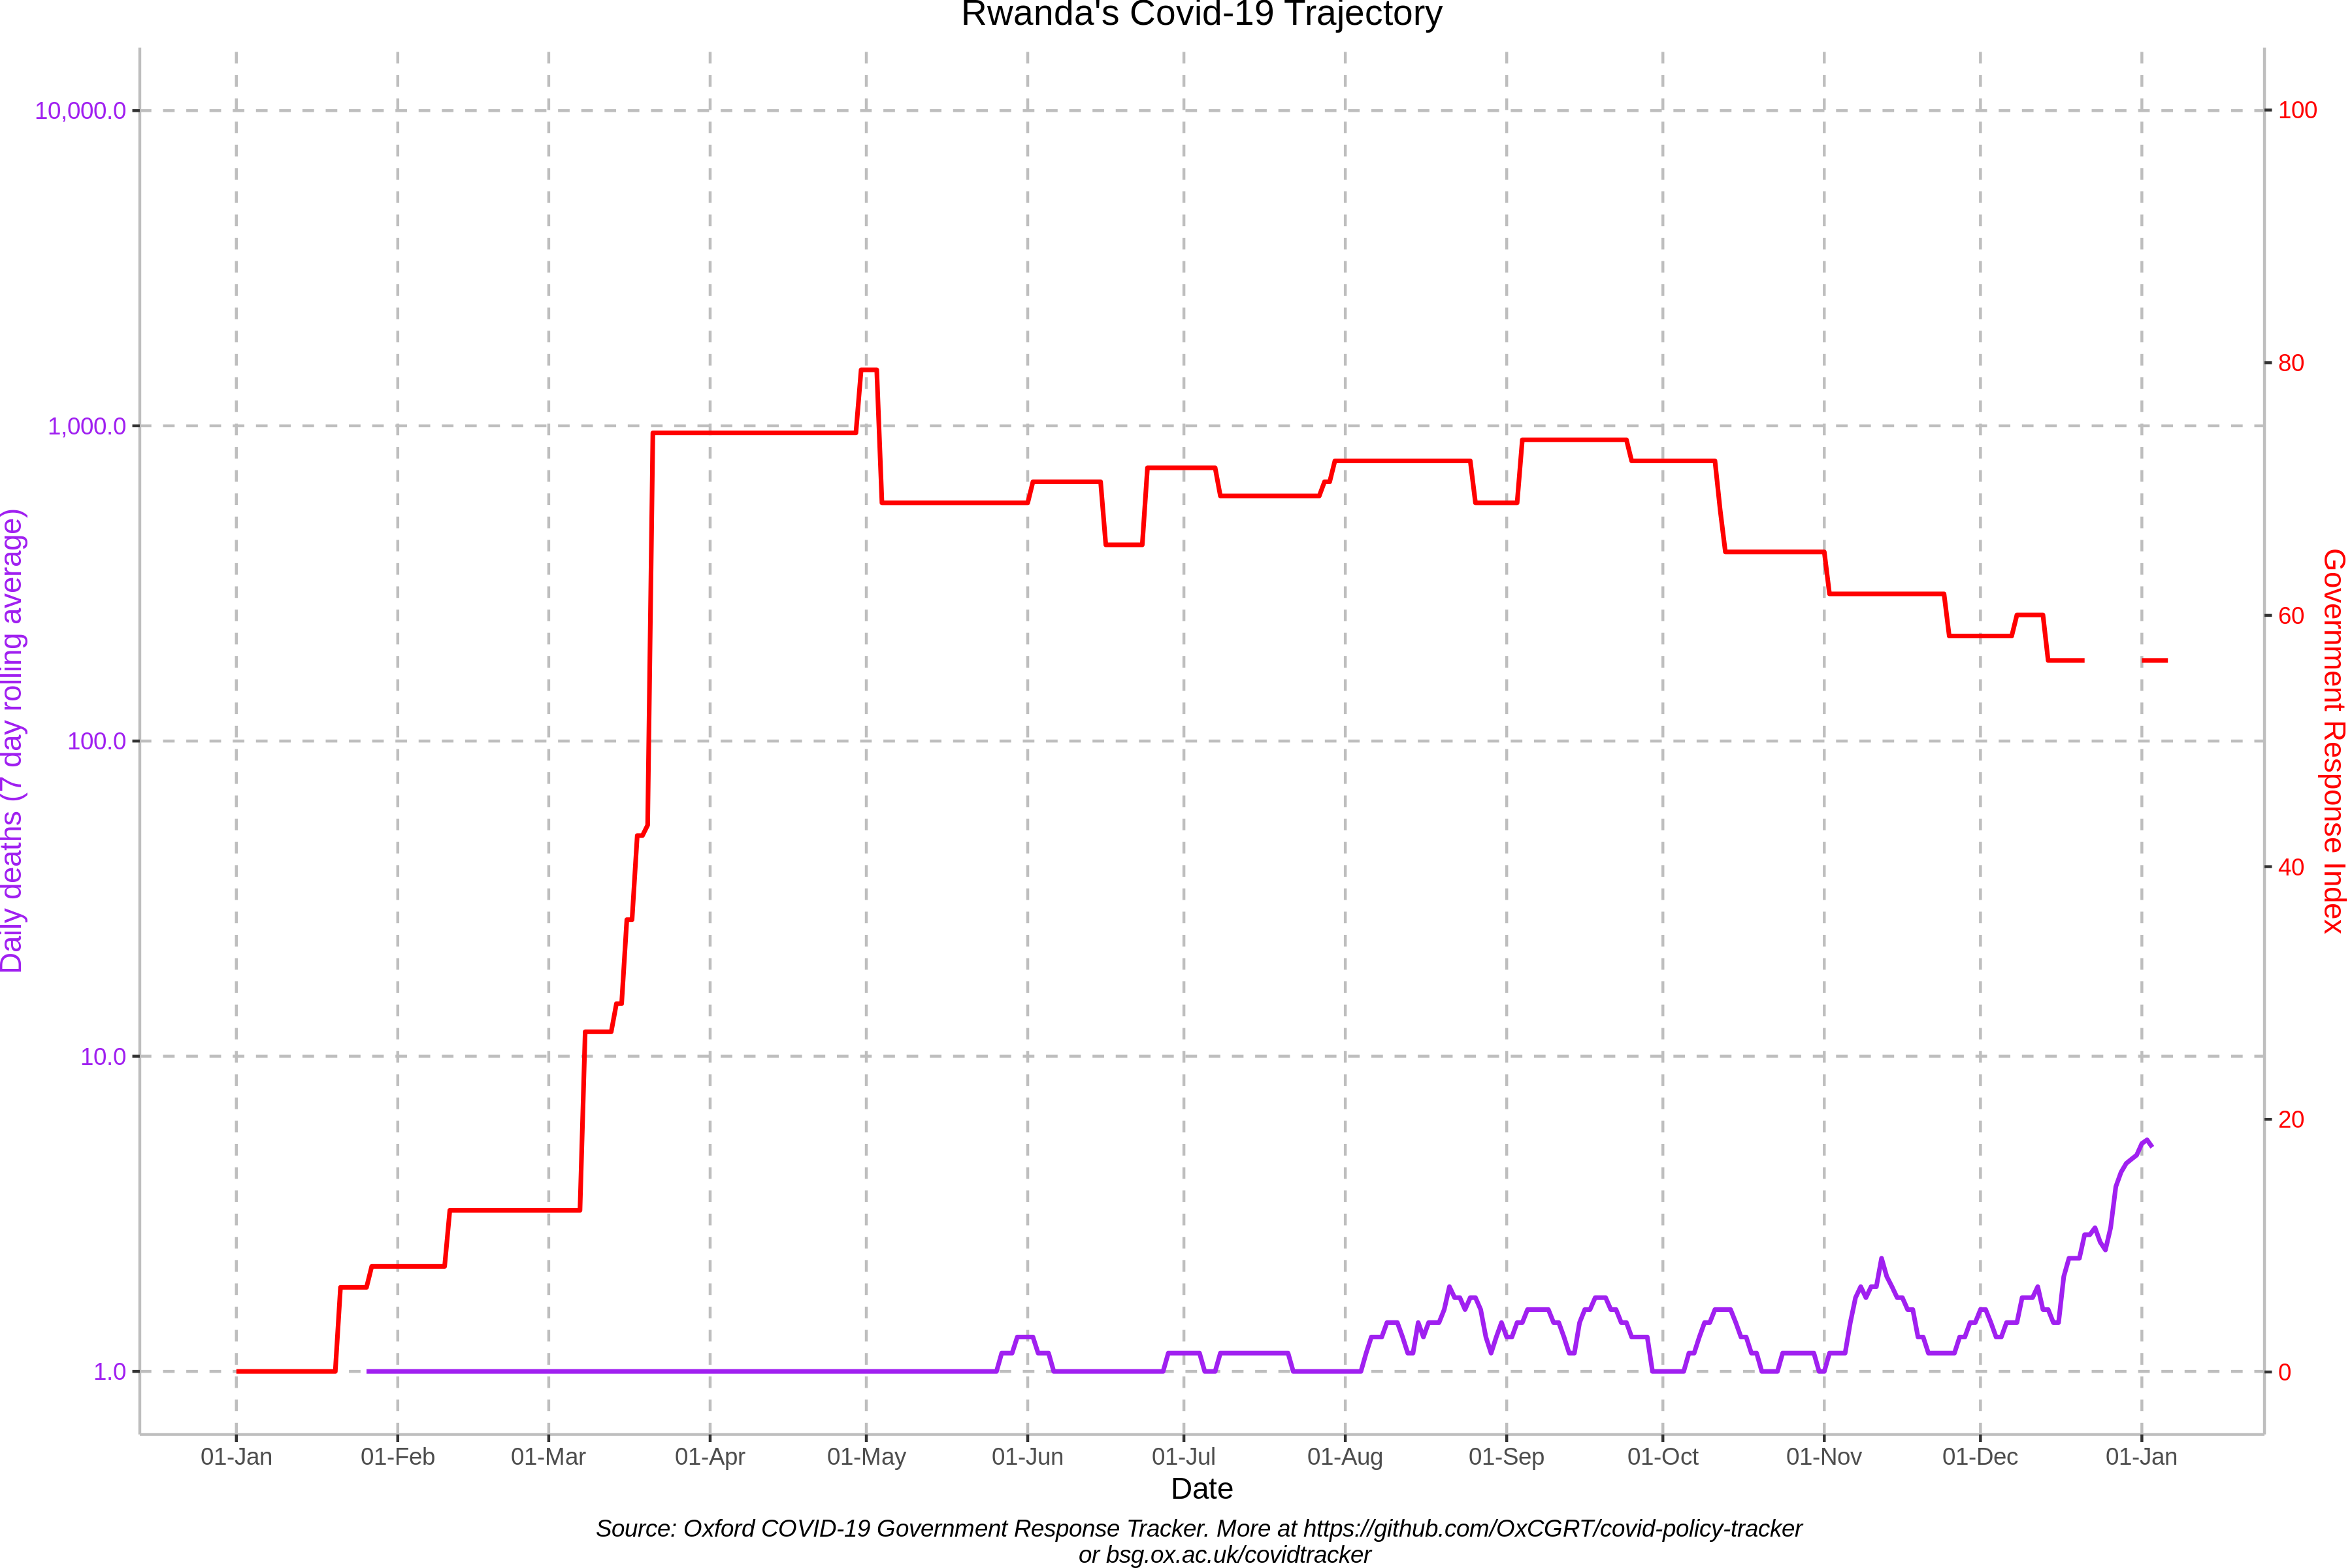 Rwanda's Covid-19 Trajectory
10,000.0
1,000.0
100.0
10.0
1.0
Daily deaths (7 day rolling average)
100
80
60
40
20
0
Government Response Index
01-Jan 01-Feb 01-Mar 01-Apr 01-May 01-Jun 01-Jul 01-Aug 01-Sep 01-Oct 01-Nov 01-Dec 01-Jan
Date
Source: Oxford COVID-19 Government Response Tracker. More at https://github.com/OxCGRT/covid-policy-tracker
or bsg.ox.ac.uk/covidtracker